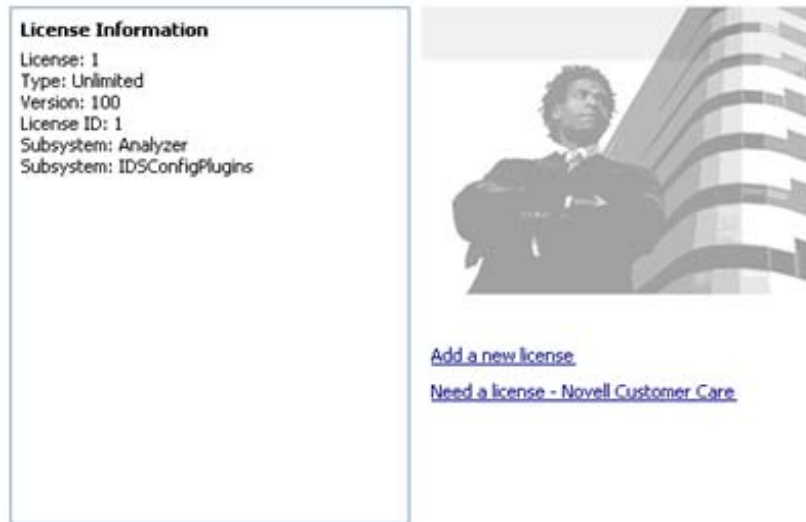 License Information
License: 1
Type: Unlimited
Version: 100
License ID: 1
Subsystem: Analyzer
Subsystem: IDSConfigPlugins
Add a new license
Need a license - Novell Customer Care